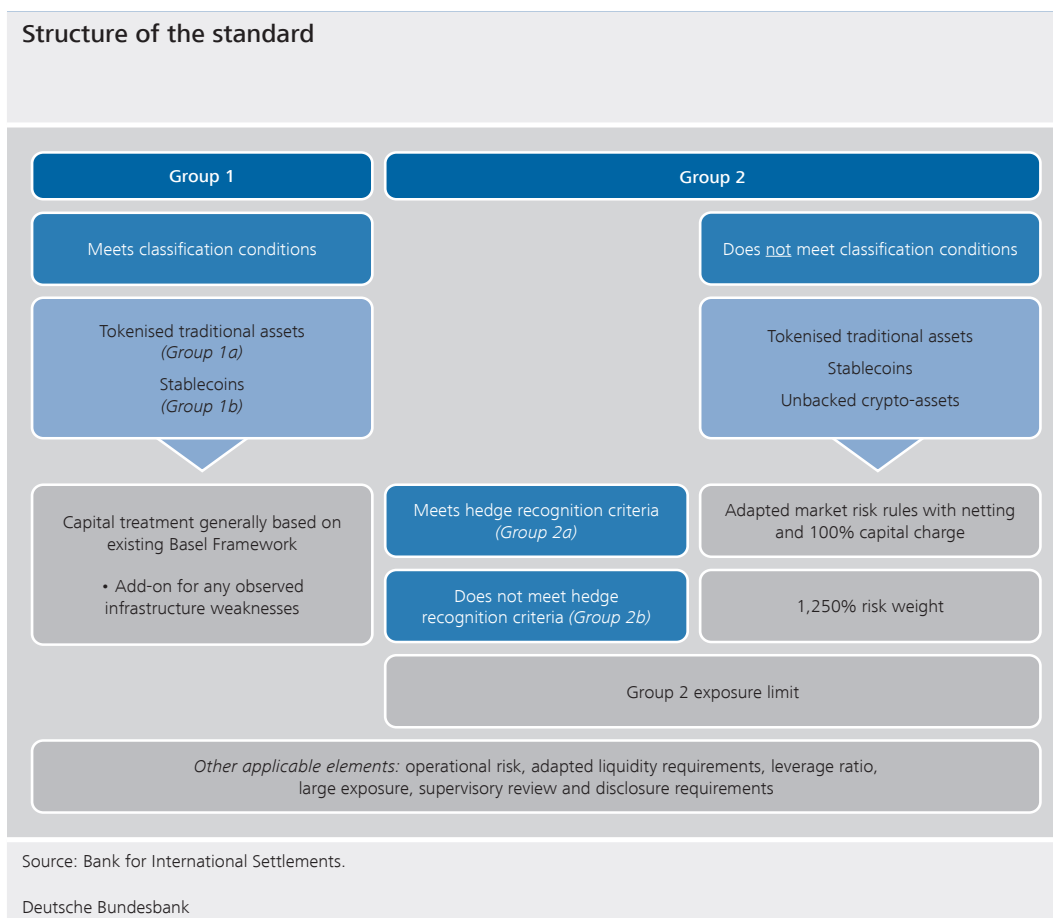 Structure of the standard
Group 1
Group 2
Meets classification conditions
Does not meet classification conditions
Tokenised traditional assets
(Group 1a)
Stablecoins
(Group 1b)
Tokenised traditional assets
Stablecoins
Unbacked crypto-assets
Capital treatment generally based on
existing Basel Framework
• Add-on for any observed
infrastructure weaknesses
Meets hedge recognition criteria
(Group 2a)
Adapted market risk rules with netting
and 100% capital charge
Does not meet hedge
recognition criteria (Group 2b)
1,250% risk weight
Group 2 exposure limit
Other applicable elements: operational risk, adapted liquidity requirements, leverage ratio,
large exposure, supervisory review and disclosure requirements
Source: Bank for International Settlements.
Deutsche Bundesbank